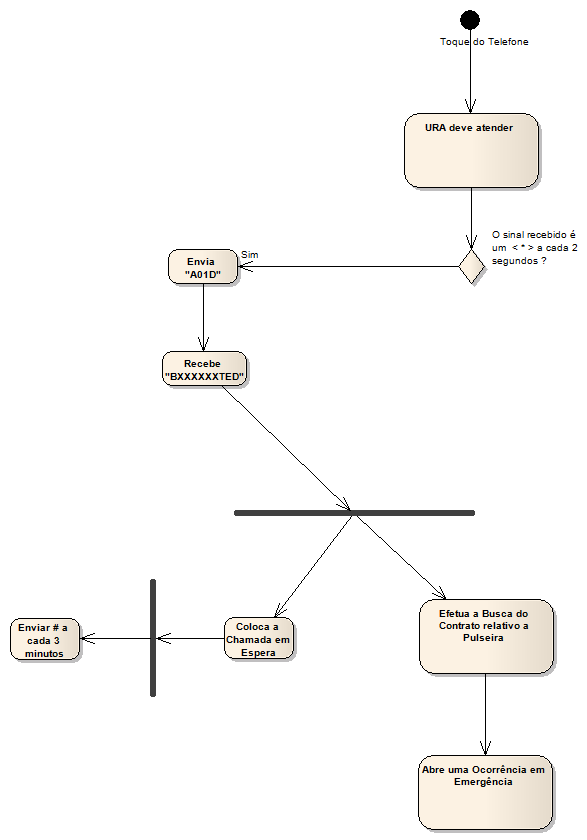 Toque do Telefone
URA deve atender
O sinal recebido é
um < * > a cada 2
segundos ?
Sim
Envia
"A01D"
Recebe
"BXXXXXXTED"
Efetua a Busca do
Contrato relativo a
Pulseira
Coloca a
Chamada em
Espera
Enviar # a
cada 3
minutos
Abre uma Ocorrência em
Emergência